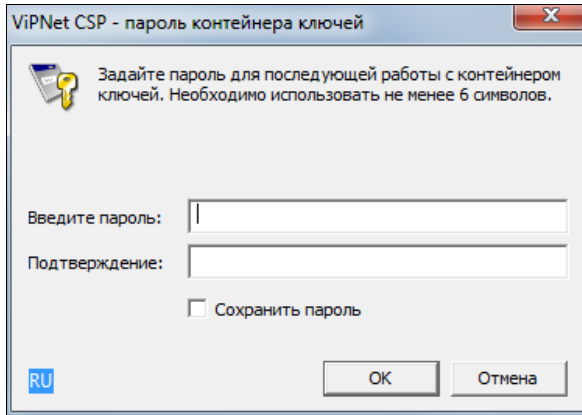 ViPNet CSP - пароль контейнера ключей
Задайте пароль для последующей работы с контейнером
ключей. Необходимо использовать не менее 6 символов.
Введите пароль:
Подтверждение:
Сохранить пароль
RU
OK
Отмена